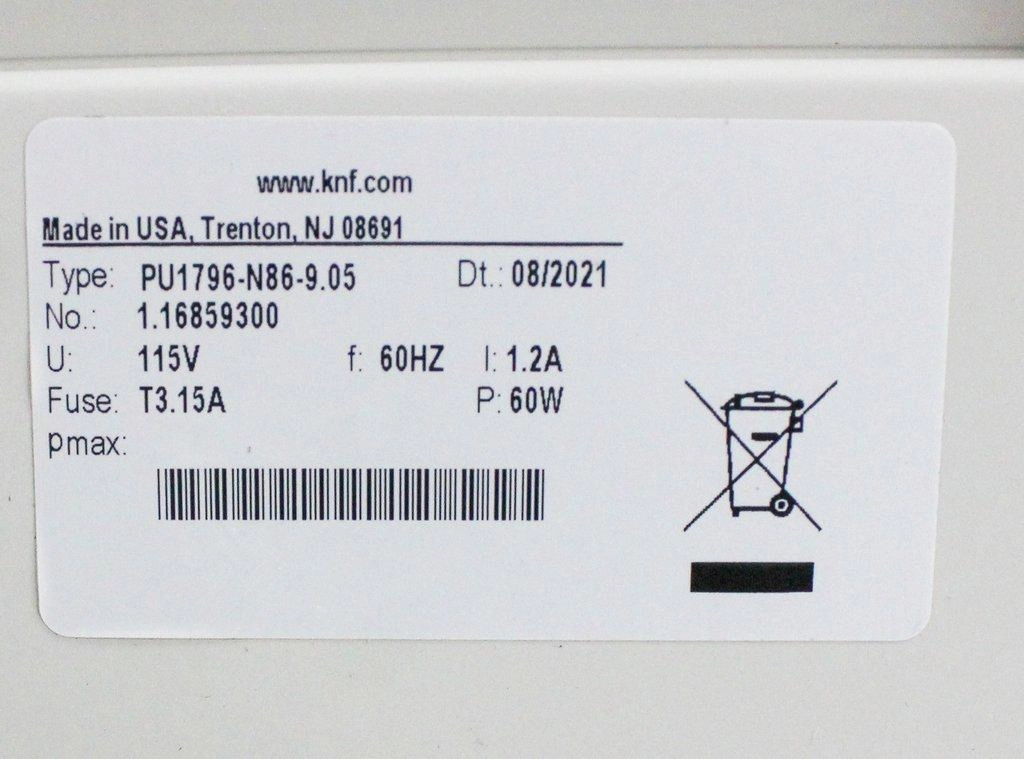 www.knf.com
Made in USA, Trenton, NJ 08691
Type: PU1796-N86-9.05 Dt.: 08/2021
No.: 1.16859300
U: 115V f: 60HZ I: 1.2A
Fuse: T3.15A P: 60W
pmax: